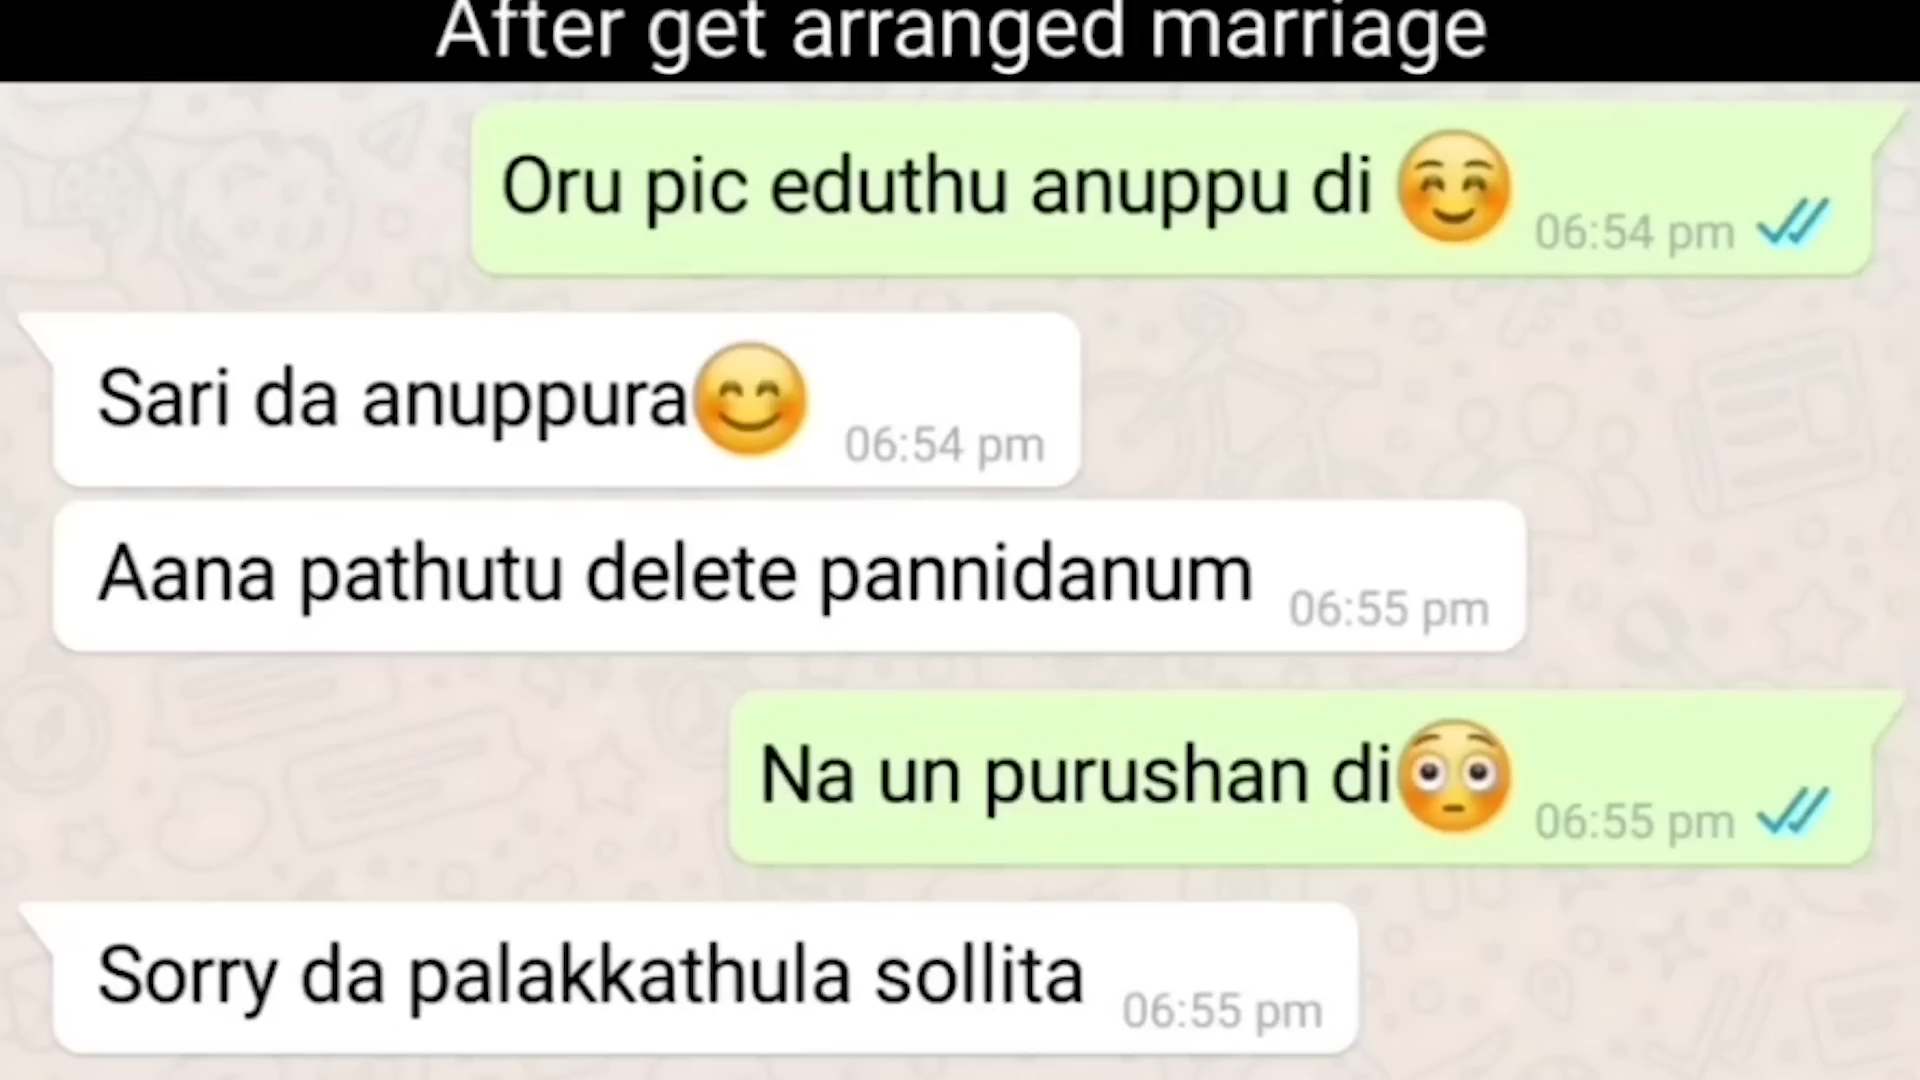 After get arranged marriage
Oru pic eduthu anuppu di ☺️ 06:54 pm
Sari da anuppura😊 06:54 pm
Aana pathutu delete pannidanum 06:55 pm
Na un purushan di😳 06:55 pm
Sorry da palakkathula sollita 06:55 pm